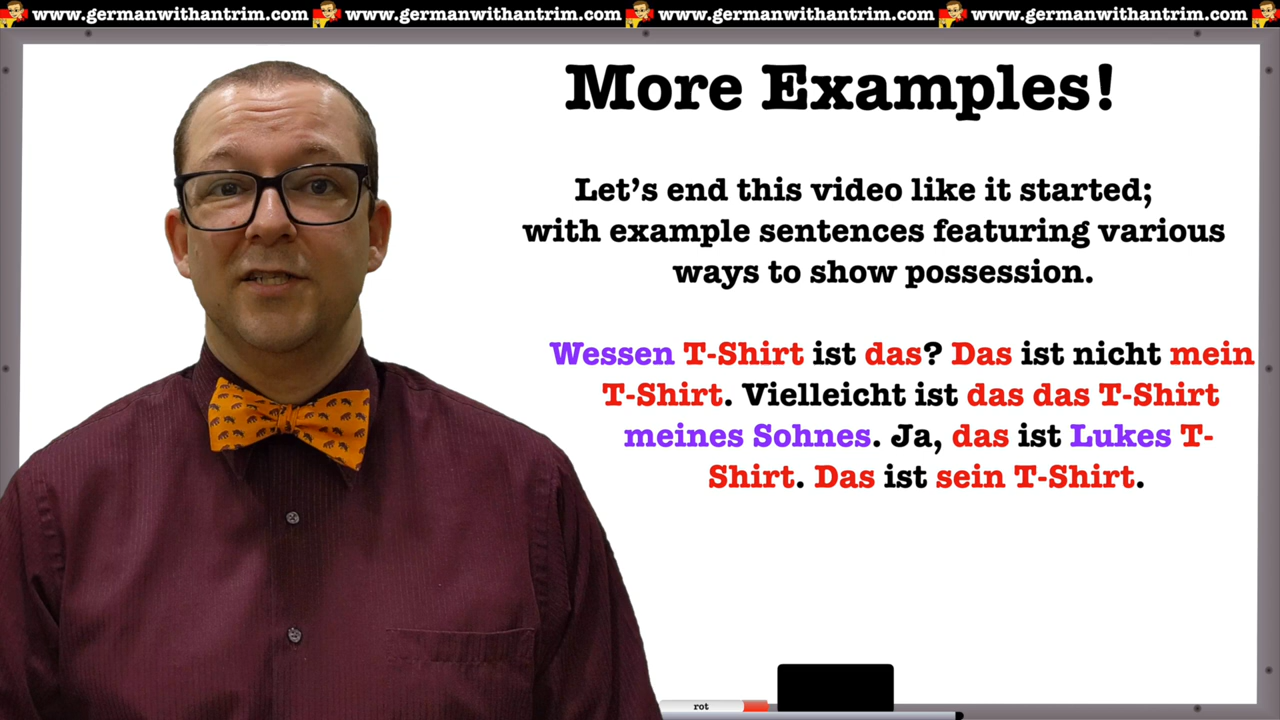 www.germanwithantrim.com www.germanwithantrim.com www.germanwithantrim.com www.germanwithantrim.com
More Examples!
Let's end this video like it started;
with example sentences featuring various
ways to show possession.
Wessen T-Shirt ist das? Das ist nicht mein
T-Shirt. Vielleicht ist das das T-Shirt
meines Sohnes. Ja, das ist Lukes T-
Shirt. Das ist sein T-Shirt.
rot